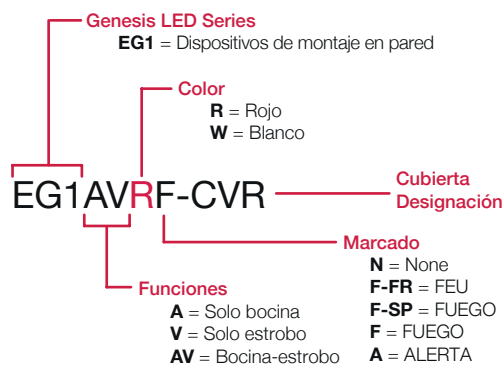 Genesis LED Series
EG1 = Dispositivos de montaje en pared
Color
R = Rojo
W = Blanco
EG1AVRF-CVR
Cubierta
Designación
Marcado
N = None
F-FR = FEU
F-SP = FUEGO
F = FUEGO
A = ALERTA
Funciones
A = Solo bocina
V = Solo estrobo
AV = Bocina-estrobo